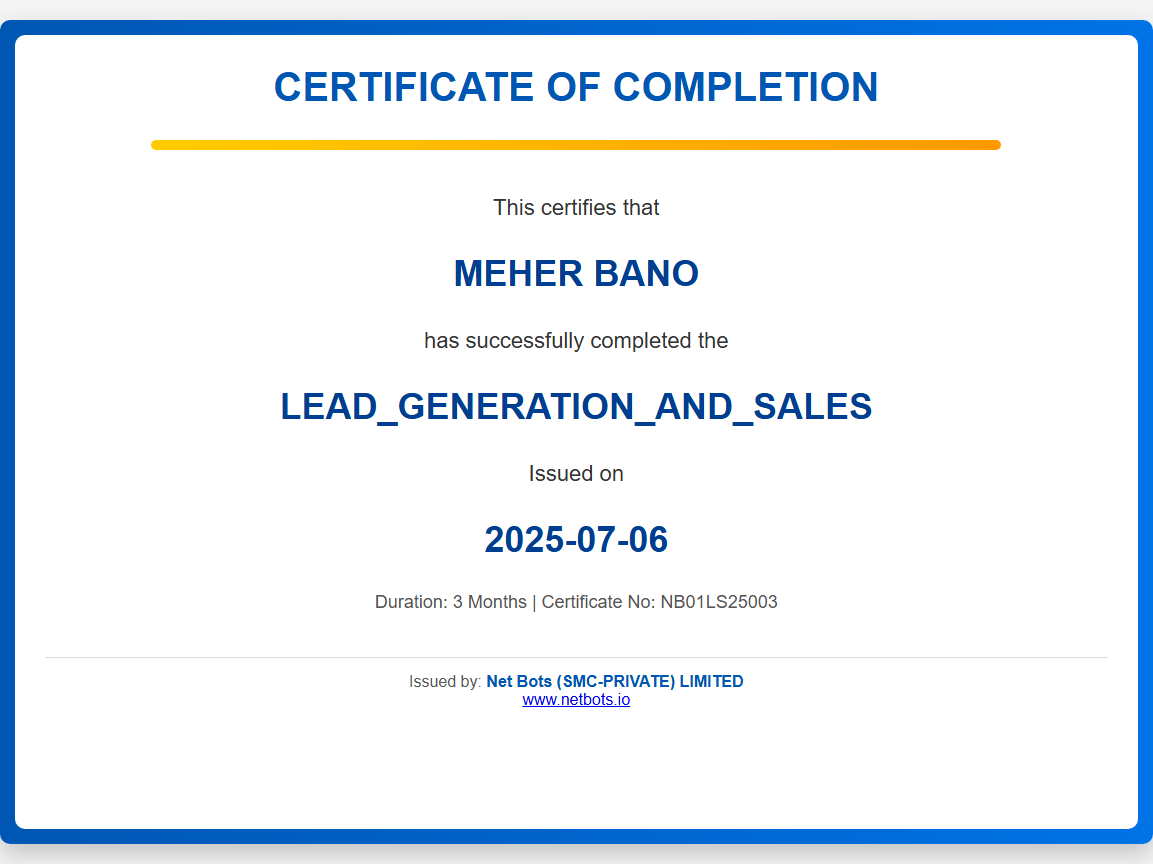 CERTIFICATE OF COMPLETION
This certifies that
MEHER BANO
has successfully completed the
LEAD_GENERATION_AND_SALES
Issued on
2025-07-06
Duration: 3 Months | Certificate No: NB01LS25003
Issued by: Net Bots (SMC-PRIVATE) LIMITED
www.netbots.io